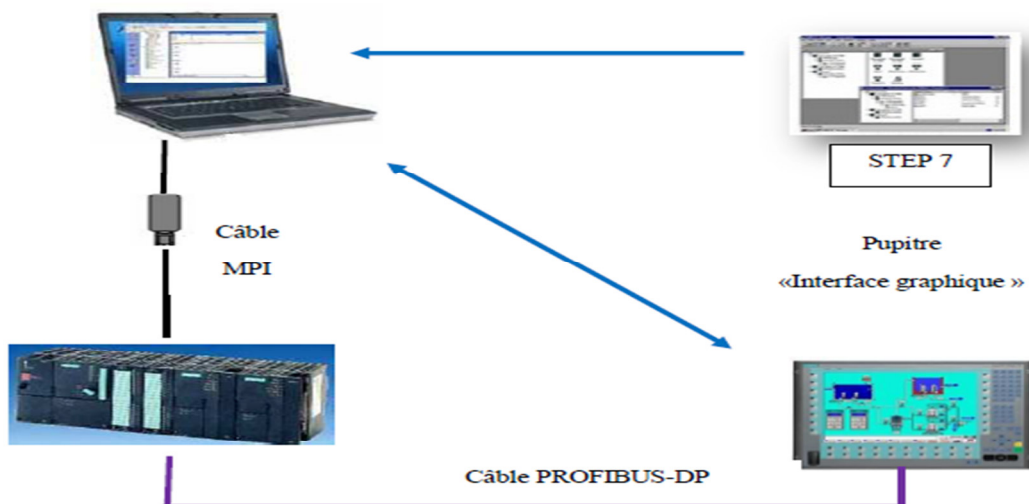 STEP 7
Câble
MPI
Pupitre
«Interface graphique »
Câble PROFIBUS-DP